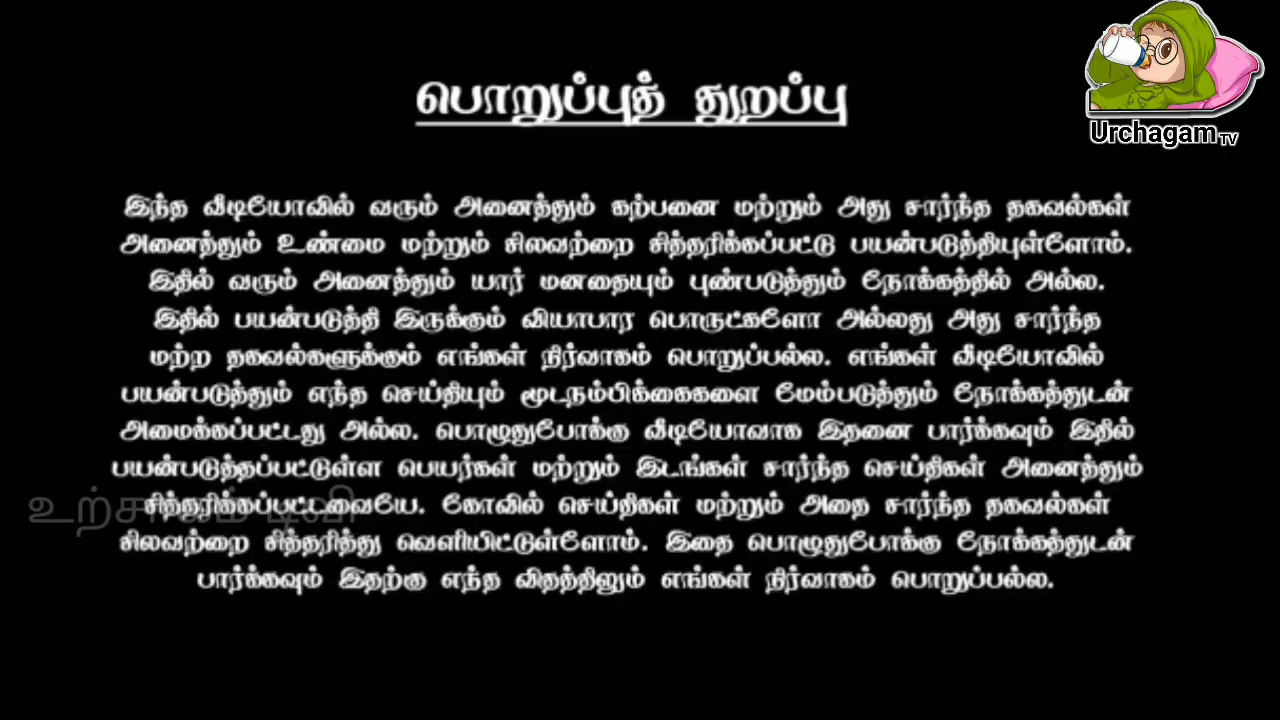 Urchagam TV
பொறுப்புத் துறப்பு
இந்த வீடியோவில் வரும் அனைத்தும் கற்பனை மற்றும் அது சார்ந்த தகவல்கள்
அனைத்தும் உண்மை மற்றும் சிலவற்றை சித்தரிக்கப்பட்டு பயன்படுத்தியுள்ளோம்.
இதில் வரும் அனைத்தும் யார் மனதையும் புண்படுத்தும் நோக்கத்தில் அல்ல.
இதில் பயன்படுத்தி இருக்கும் வியாபார பொருட்களோ அல்லது அது சார்ந்த
மற்ற தகவல்களுக்கும் எங்கள் நிர்வாகம் பொறுப்பல்ல. எங்கள் வீடியோவில்
பயன்படுத்தும் எந்த செய்தியும் மூடநம்பிக்கைகளை மேம்படுத்தும் நோக்கத்துடன்
அமைக்கப்பட்டது அல்ல. பொழுதுபோக்கு வீடியோவாக இதனை பார்க்கவும் இதில்
பயன்படுத்தப்பட்டுள்ள பெயர்கள் மற்றும் இடங்கள் சார்ந்த செய்திகள் அனைத்தும்
சித்தரிக்கப்பட்டவையே. கோவில் செய்திகள் மற்றும் அதை சார்ந்த தகவல்கள்
உற்சாகம் டிவி
சிலவற்றை சித்தரித்து வெளியிட்டுள்ளோம். இதை பொழுதுபோக்கு நோக்கத்துடன்
பார்க்கவும் இதற்கு எந்த விதத்திலும் எங்கள் நிர்வாகம் பொறுப்பல்ல.